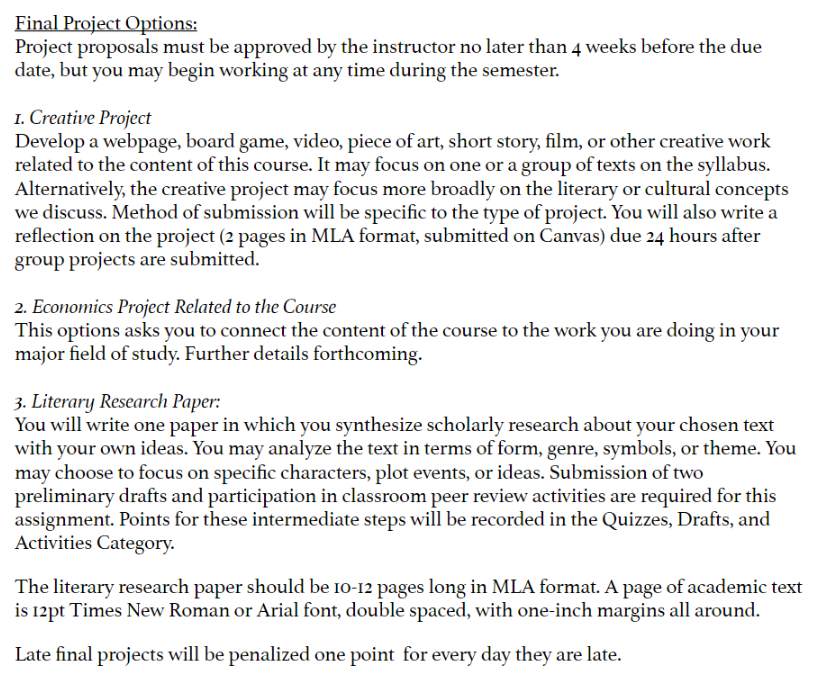 Final Project Options:
Project proposals must be approved by the instructor no later than 4 weeks before the due
date, but you may begin working at any time during the semester.
1. Creative Project
Develop a webpage, board game, video, piece of art, short story, film, or other creative work
related to the content of this course. It may focus on one or a group of texts on the syllabus.
Alternatively, the creative project may focus more broadly on the literary or cultural concepts
we discuss. Method of submission will be specific to the type of project. You will also write a
reflection on the project (2 pages in MLA format, submitted on Canvas) due 24 hours after
group projects are submitted.
2. Economics Project Related to the Course
This options asks you to connect the content of the course to the work you are doing in your
major field of study. Further details forthcoming.
3. Literary Research Paper:
You will write one paper in which you synthesize scholarly research about your chosen text
with your own ideas. You may analyze the text in terms of form, genre, symbols, or theme. You
may choose to focus on specific characters, plot events, or ideas. Submission of two
preliminary drafts and participation in classroom peer review activities are required for this
assignment. Points for these intermediate steps will be recorded in the Quizzes, Drafts, and
Activities Category.
The literary research paper should be 10-12 pages long in MLA format. A page of academic text
is 12pt Times New Roman or Arial font, double spaced, with one-inch margins all around.
Late final projects will be penalized one point for every day they are late.